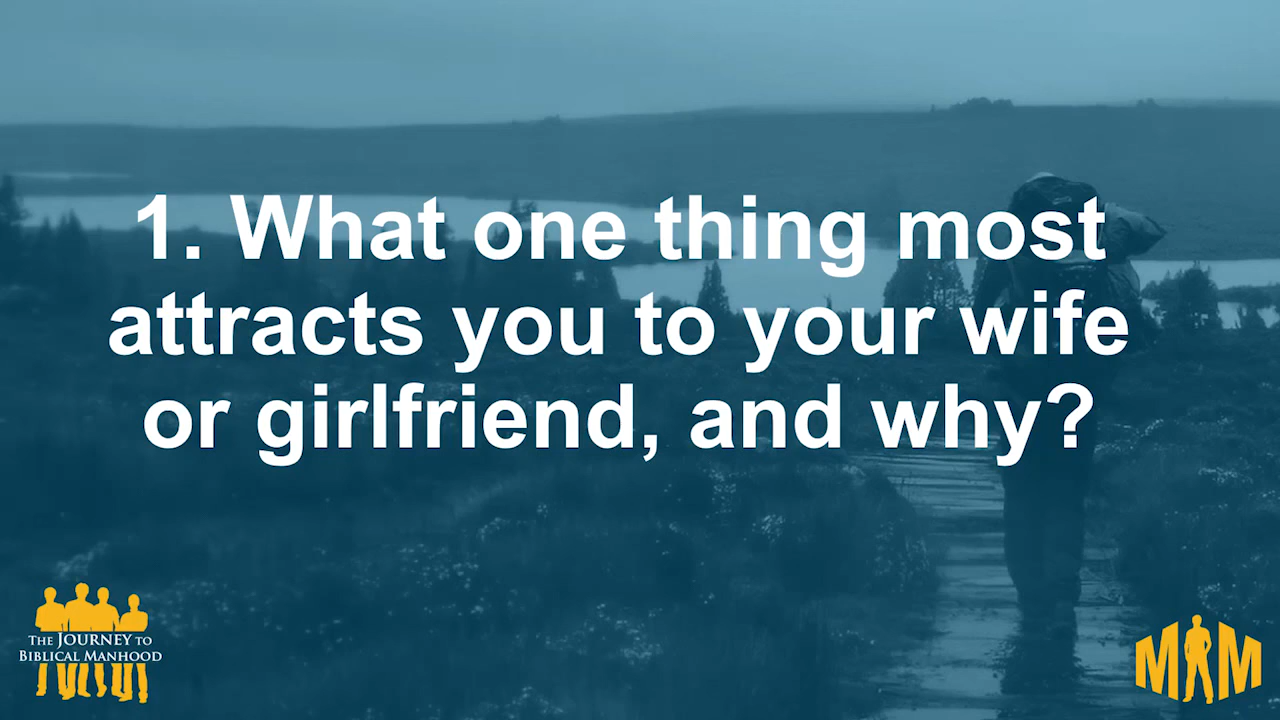 1. What one thing most
attracts you to your wife
or girlfriend, and why?
THE JOURNEY TO
BIBLICAL MANHOOD
MIM